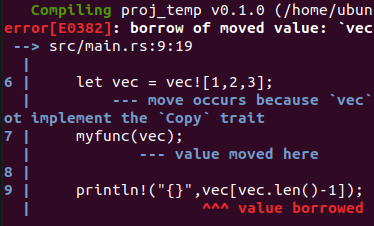 Compiling proj_temp v0.1.0 (/home/ubun
error[E0382]: borrow of moved value: `vec
--> src/main.rs:9:19
|
6 | let vec = vec![1,2,3];
| --- move occurs because `vec`
ot implement the `Copy` trait
7 | myfunc(vec);
| --- value moved here
8 |
9 | println!("{}",vec[vec.len()-1]);
| ^^^ value borrowed